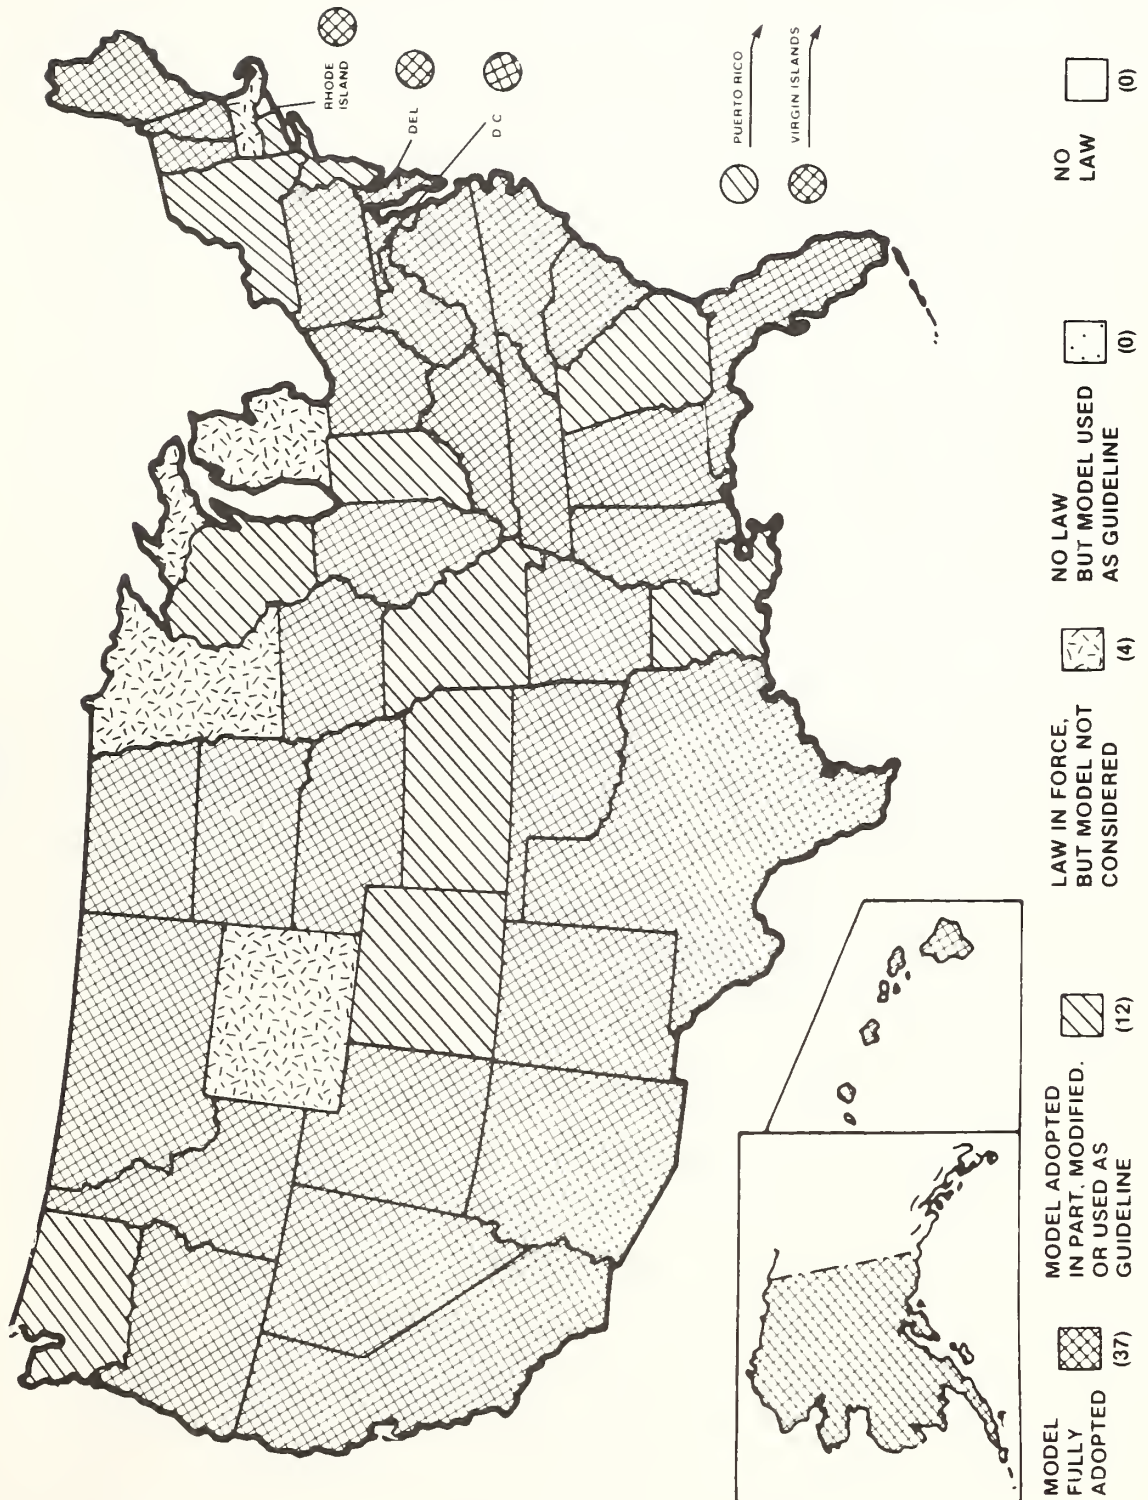 RHODE
ISLAND
DEL
D C
PUERTO RICO
VIRGIN ISLANDS
MODEL
FULLY
ADOPTED
(37)
MODEL ADOPTED
IN PART, MODIFIED,
OR USED AS
GUIDELINE
(12)
LAW IN FORCE,
BUT MODEL NOT
CONSIDERED
(4)
NO LAW
BUT MODEL USED
AS GUIDELINE
(0)
NO
LAW
(0)